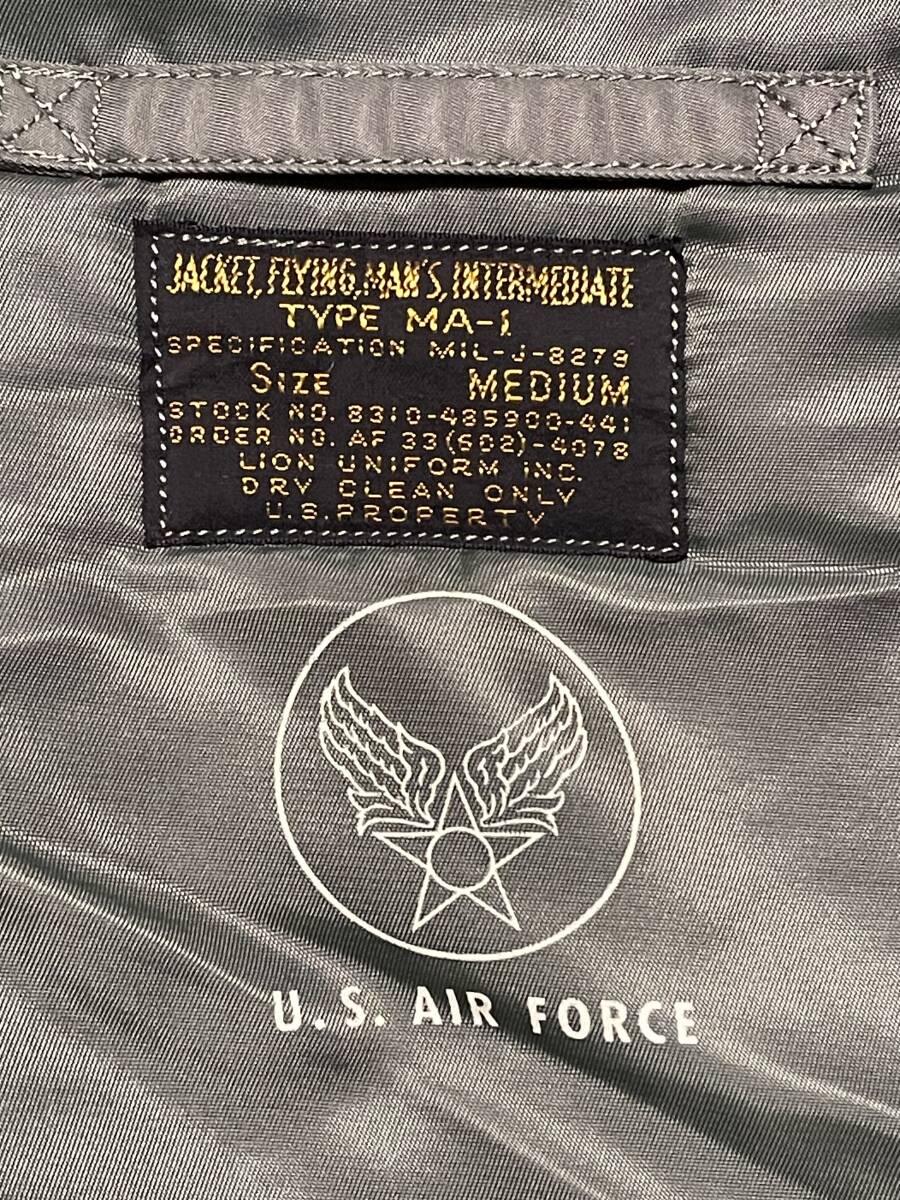 JACKET, FLYING, MAN'S, INTERMEDIATE
TYPE MA-1
SPECIFICATION MIL-J-8279
SIZE MEDIUM
STOCK NO. 8310-485900-441
ORDER NO. AF 33(602)-4078
LION UNIFORM INC.
DRY CLEAN ONLY
U.S. PROPERTY
U.S. AIR FORCE